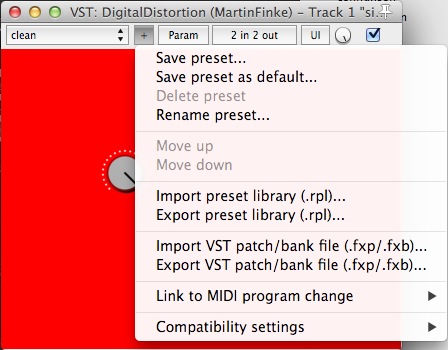 VST: DigitalDistortion (MartinFinke) – Track 1 "si
clean
+
Param
2 in 2 out
UI
Save preset...
Save preset as default...
Delete preset
Rename preset...
Move up
Move down
Import preset library (.rpl)...
Export preset library (.rpl)...
Import VST patch/bank file (.fxp/.fxb)...
Export VST patch/bank file (.fxp/.fxb)...
Link to MIDI program change
Compatibility settings